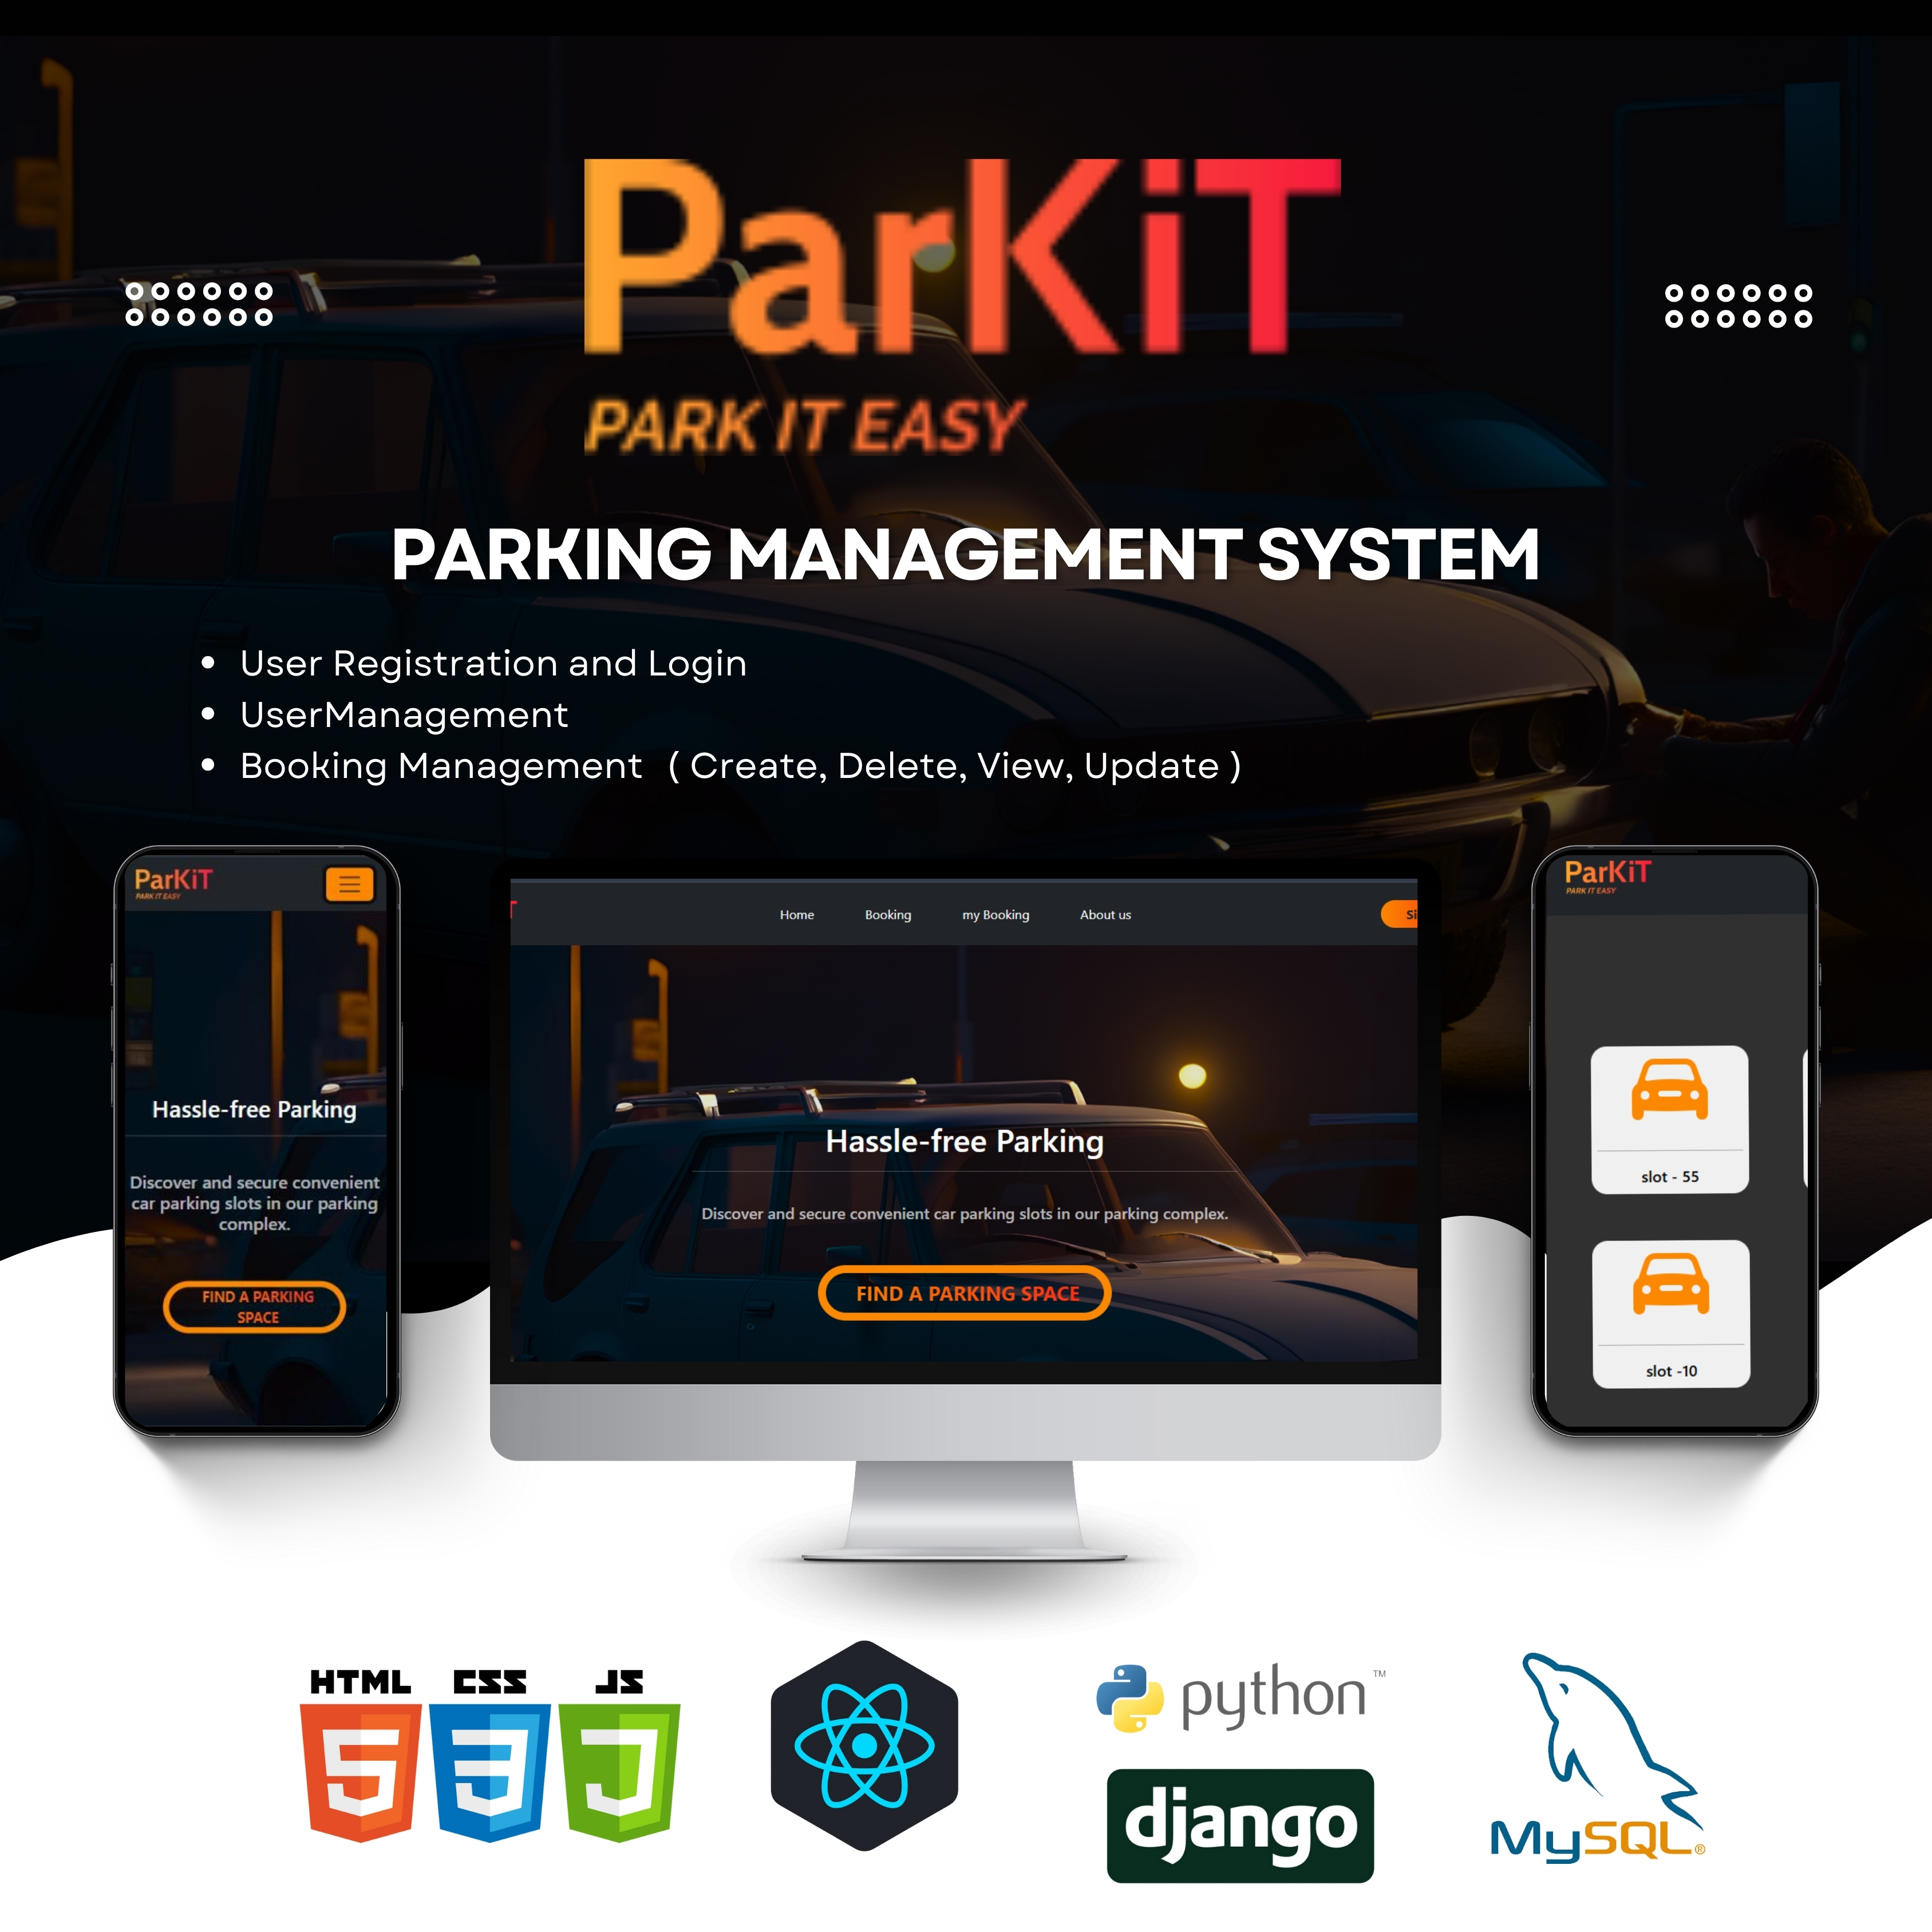 ParKiT
PARK IT EASY
PARKING MANAGEMENT SYSTEM
• User Registration and Login
• UserManagement
• Booking Management ( Create, Delete, View, Update )
ParKiT
PARK IT EASY
Hassle-free Parking
Discover and secure convenient
car parking slots in our parking
complex.
FIND A PARKING
SPACE
T
Home Booking my Booking About us Si
Hassle-free Parking
Discover and secure convenient car parking slots in our parking complex.
FIND A PARKING SPACE
ParKiT
PARK IT EASY
slot - 55
slot -10
HTML CSS JS
5 3 J
python™
django
MySQL®